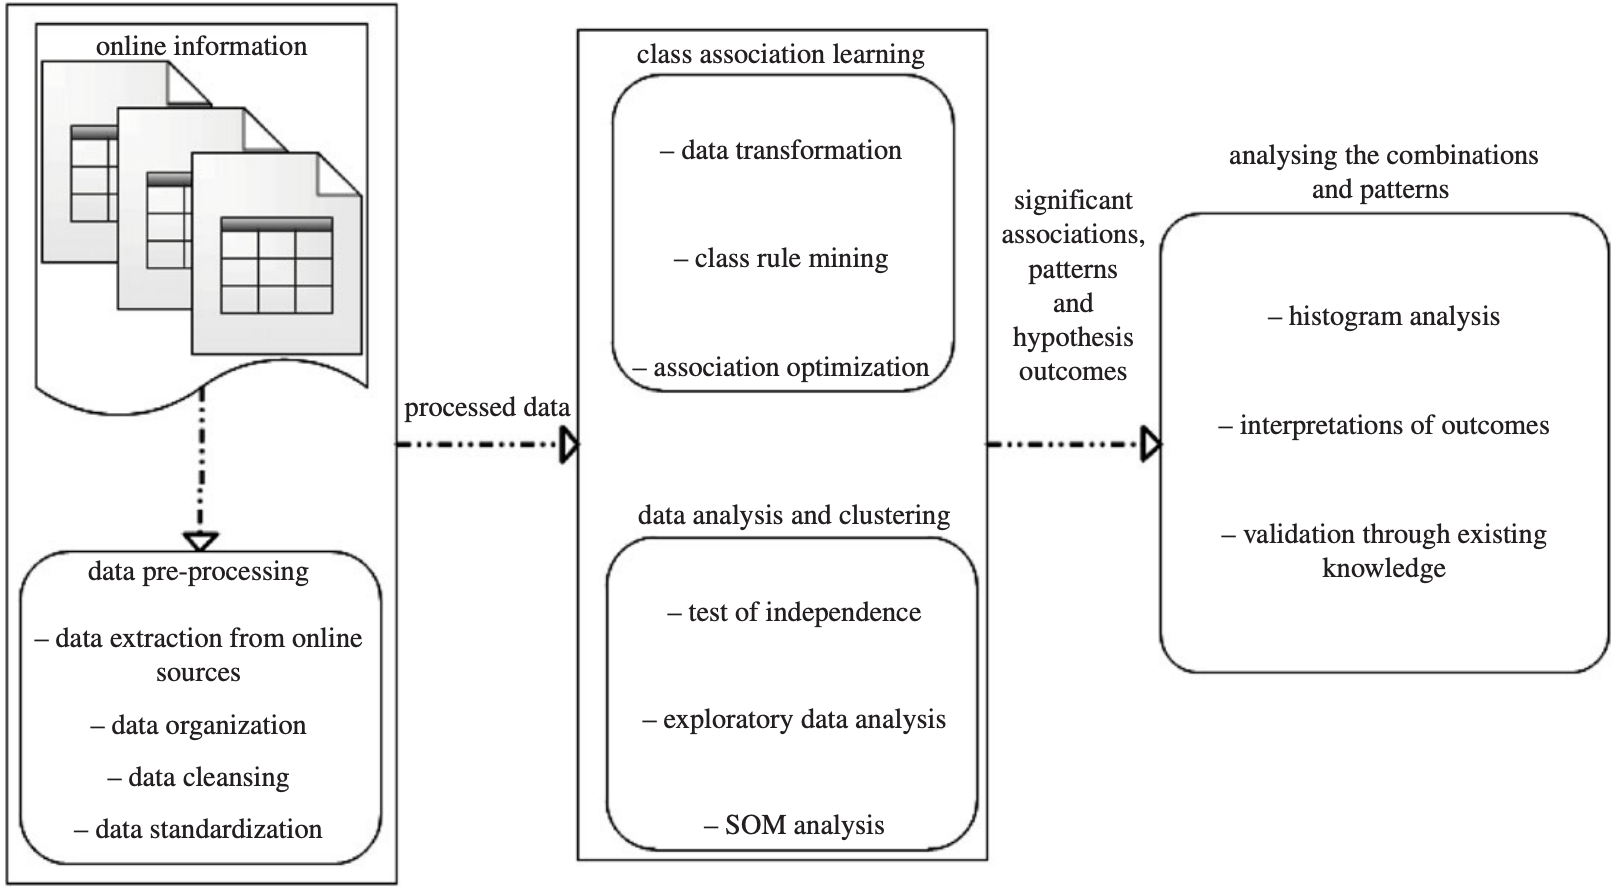 online information
data pre-processing
– data extraction from online
sources
– data organization
– data cleansing
– data standardization
processed data
class association learning
– data transformation
– class rule mining
– association optimization
data analysis and clustering
– test of independence
– exploratory data analysis
– SOM analysis
significant
associations,
patterns
and
hypothesis
outcomes
analysing the combinations
and patterns
– histogram analysis
– interpretations of outcomes
– validation through existing
knowledge